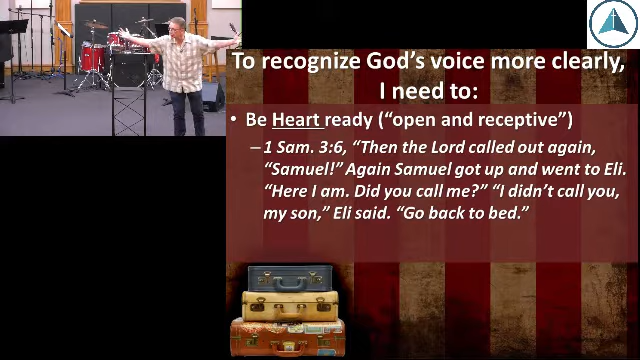 To recognize God's voice more clearly,
I need to:
• Be Heart ready ("open and receptive")
–1 Sam. 3:6, "Then the Lord called out again,
"Samuel!" Again Samuel got up and went to Eli.
"Here I am. Did you call me?" "I didn't call you,
my son," Eli said. "Go back to bed."